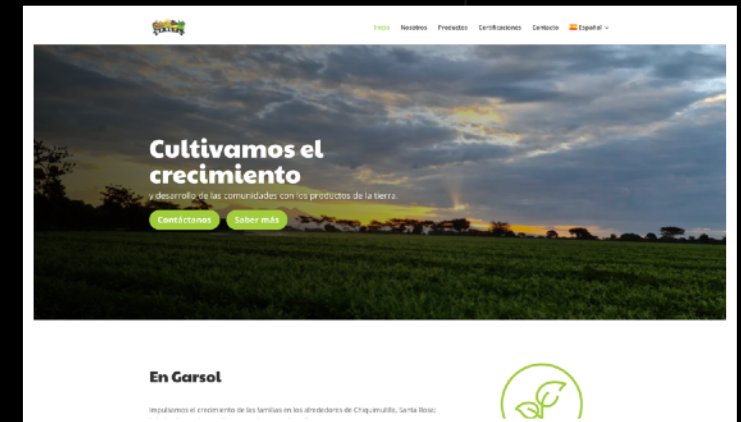 Inicio Nosotros Productos Certificaciones Contacto Español
Cultivamos el
crecimiento
y desarrollo de las comunidades con los productos de la tierra.
Contáctanos Saber más
En Garsol
Impulsamos el crecimiento de las familias en los alrededores de Chiquimulilla, Santa Rosa;